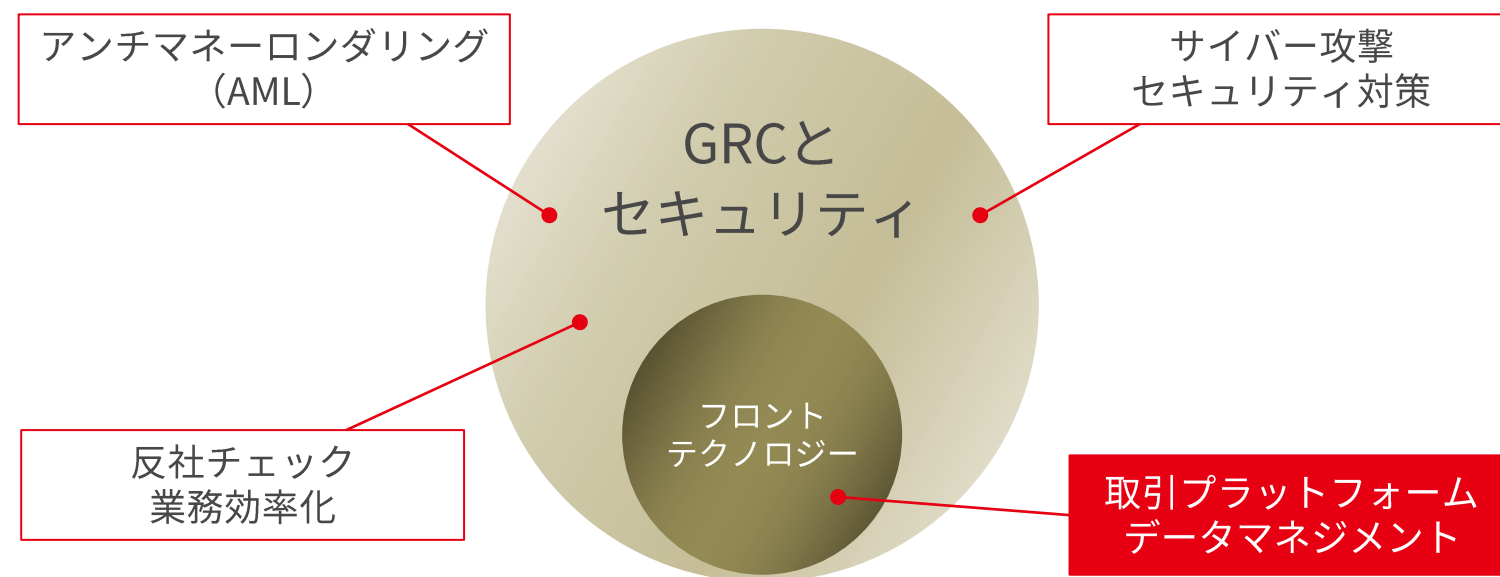 アンチマネーロンダリング
（AML）
サイバー攻撃
セキュリティ対策
GRCと
セキュリティ
フロント
テクノロジー
反社チェック
業務効率化
取引プラットフォーム
データマネジメント